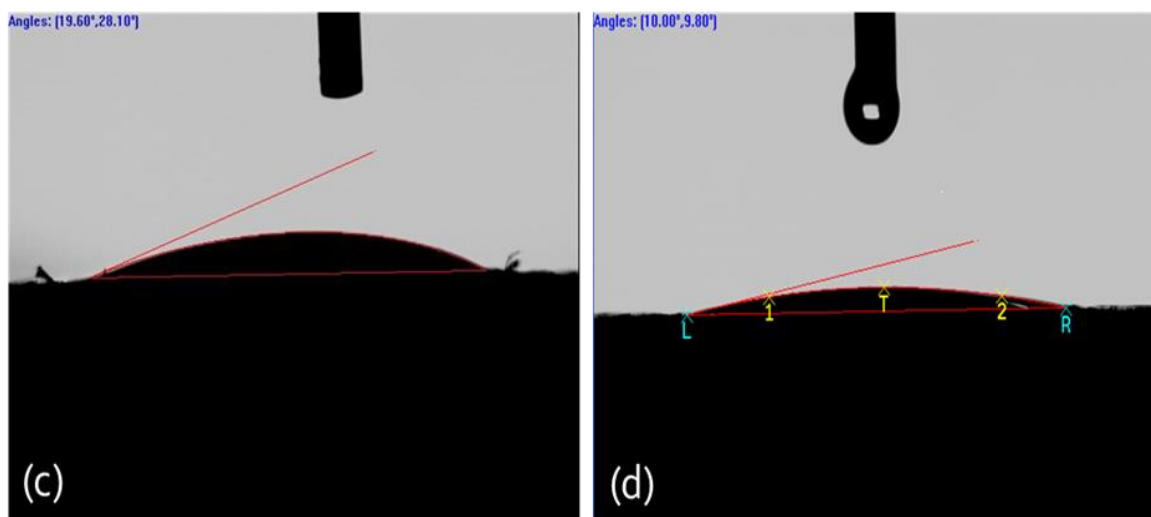 Angles: (19.60°,28.10°)
Angles: (10.00°,9.80°)
L 1 T 2 R
(c)
(d)